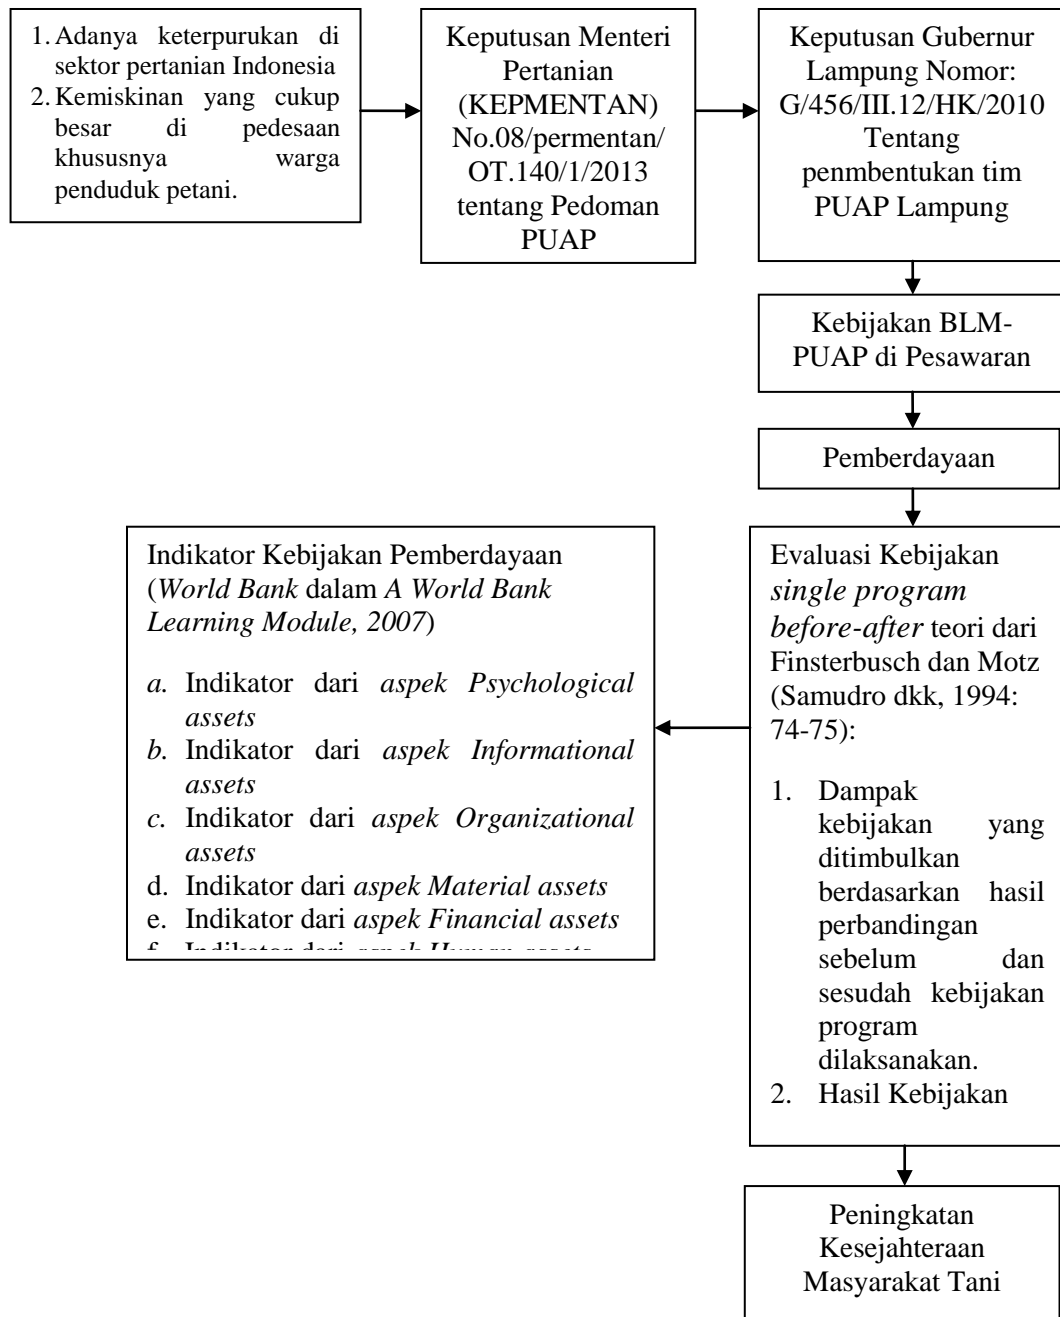 1. Adanya keterpurukan di
sektor pertanian Indonesia
2. Kemiskinan yang cukup
besar di pedesaan
khususnya warga
penduduk petani.
Keputusan Menteri
Pertanian
(KEPMENTAN)
No.08/permentan/
OT.140/1/2013
tentang Pedoman
PUAP
Keputusan Gubernur
Lampung Nomor:
G/456/III.12/HK/2010
Tentang
penmbentukan tim
PUAP Lampung
Kebijakan BLM-
PUAP di Pesawaran
Pemberdayaan
Indikator Kebijakan Pemberdayaan
(World Bank dalam A World Bank
Learning Module, 2007)
a. Indikator dari aspek Psychological
assets
b. Indikator dari aspek Informational
assets
c. Indikator dari aspek Organizational
assets
d. Indikator dari aspek Material assets
e. Indikator dari aspek Financial assets
f. Indikator dari aspek Human assets
Evaluasi Kebijakan
single program
before-after teori dari
Finsterbusch dan Motz
(Samudro dkk, 1994:
74-75):
1. Dampak
kebijakan yang
ditimbulkan
berdasarkan hasil
perbandingan
sebelum dan
sesudah kebijakan
program
dilaksanakan.
2. Hasil Kebijakan
Peningkatan
Kesejahteraan
Masyarakat Tani